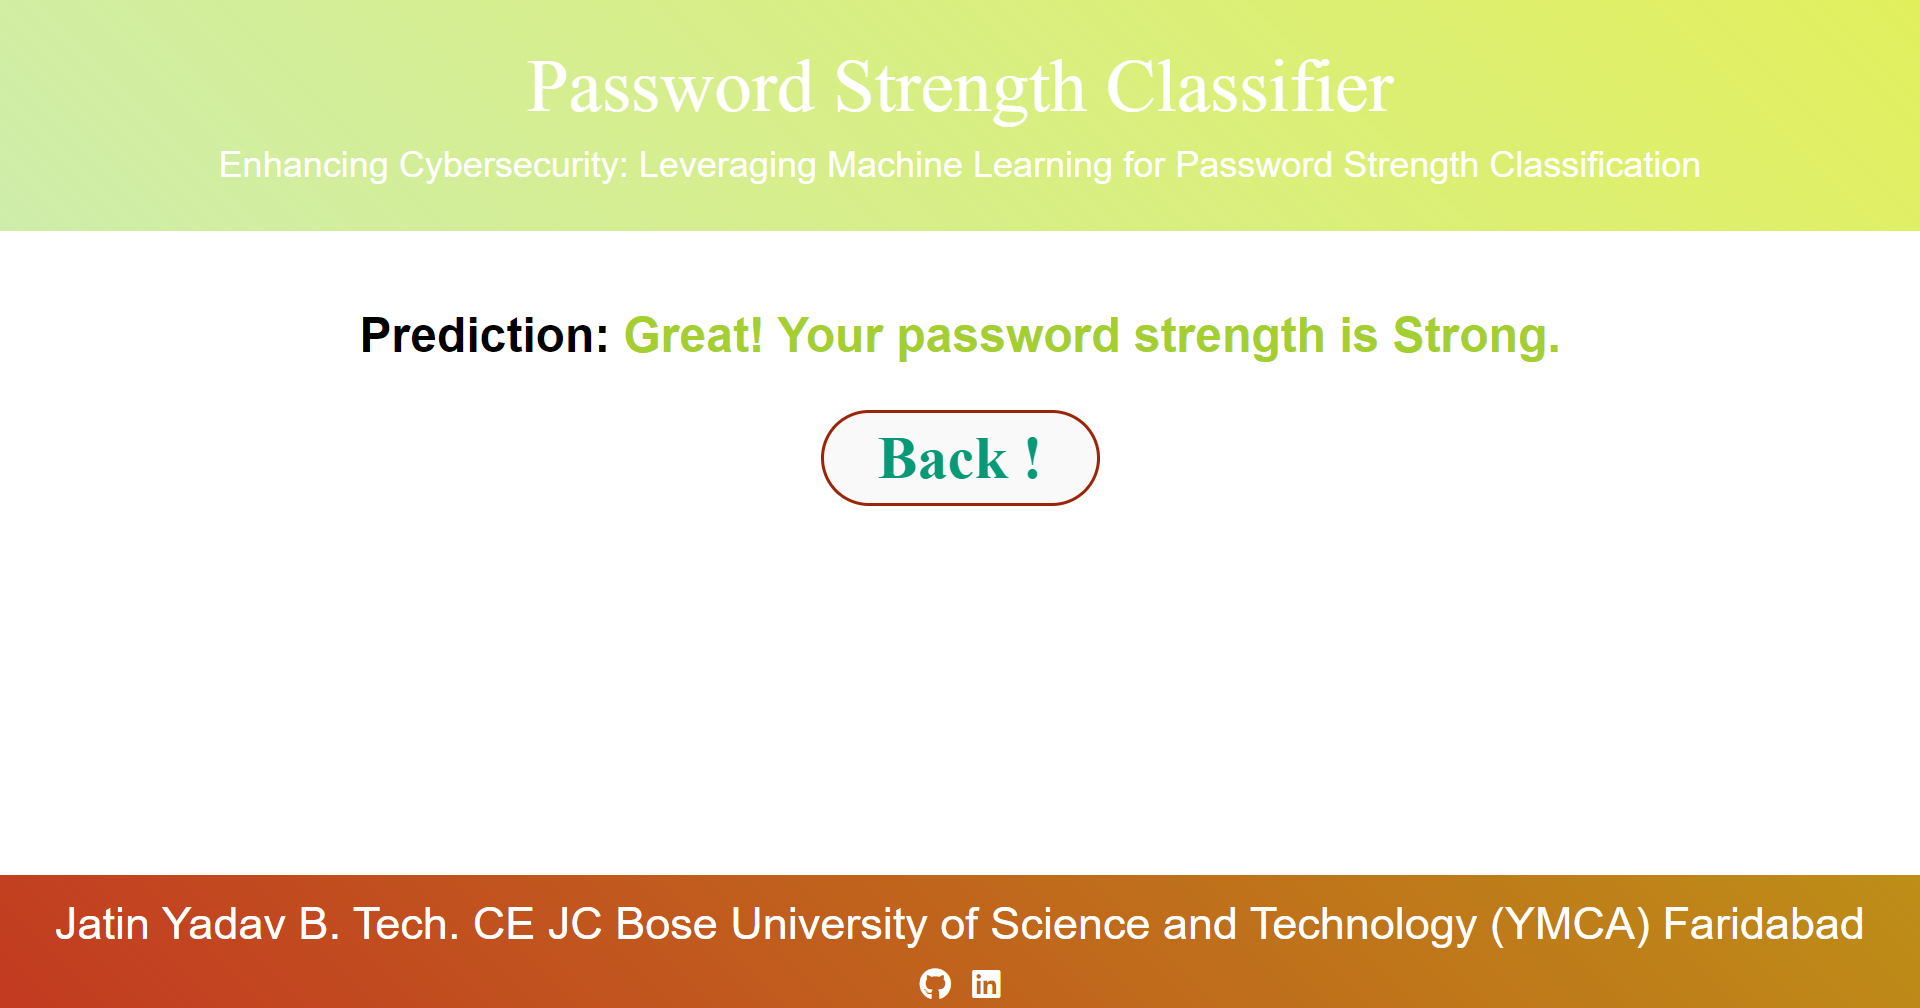 Password Strength Classifier
Enhancing Cybersecurity: Leveraging Machine Learning for Password Strength Classification
Prediction: Great! Your password strength is Strong.
Back !
Jatin Yadav B. Tech. CE JC Bose University of Science and Technology (YMCA) Faridabad
in